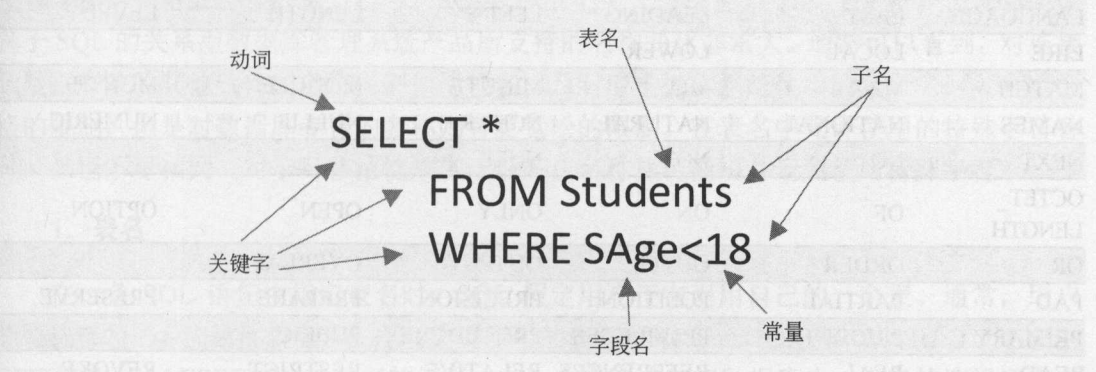 表名
动词
子名
SELECT *
FROM Students
WHERE SAge<18
关键字
常量
字段名